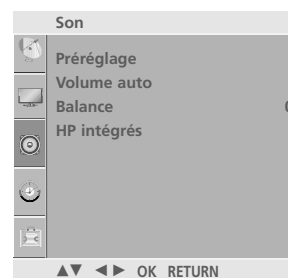 Son
Préréglage
Volume auto
Balance
HP intégrés
▲▼ ◄► OK RETURN